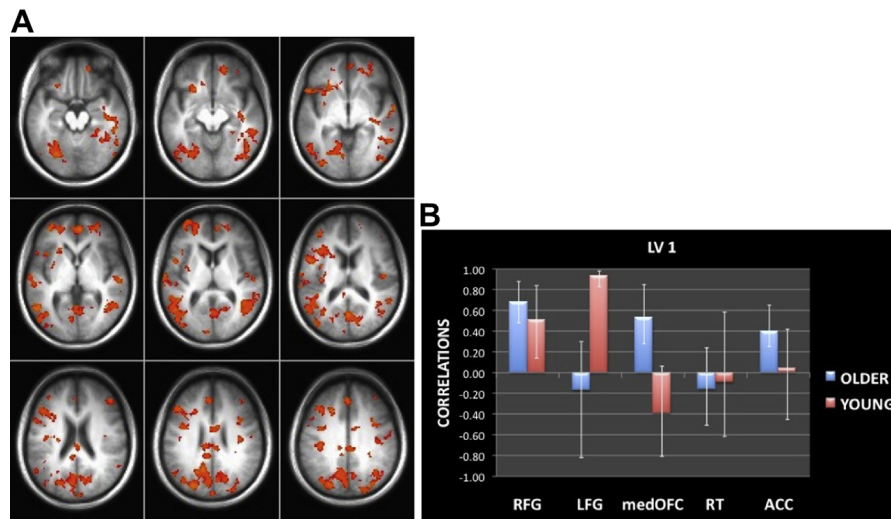 A
B
LV 1
CORRELATIONS
1.00
0.80
0.60
0.40
0.20
0.00
-0.20
-0.40
-0.60
-0.80
-1.00
RFG LFG medOFC RT ACC
OLDER
YOUNG